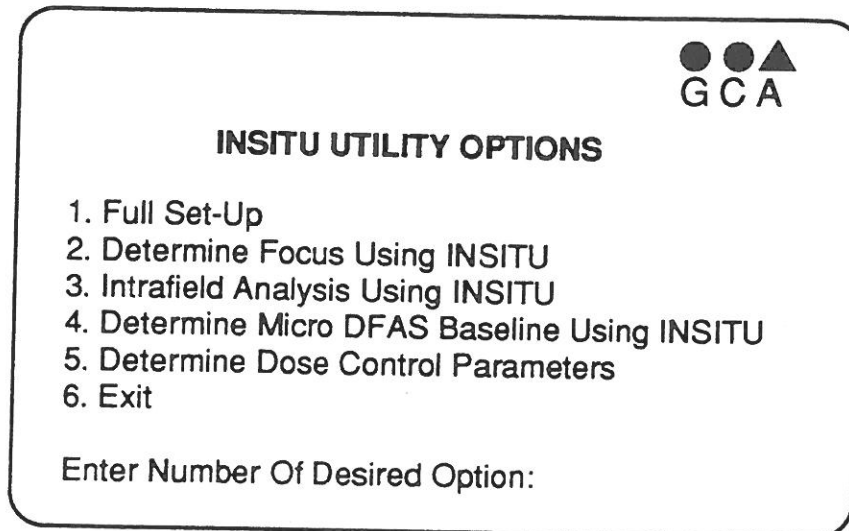 GCA
INSITU UTILITY OPTIONS
1. Full Set-Up
2. Determine Focus Using INSITU
3. Intrafield Analysis Using INSITU
4. Determine Micro DFAS Baseline Using INSITU
5. Determine Dose Control Parameters
6. Exit
Enter Number Of Desired Option: